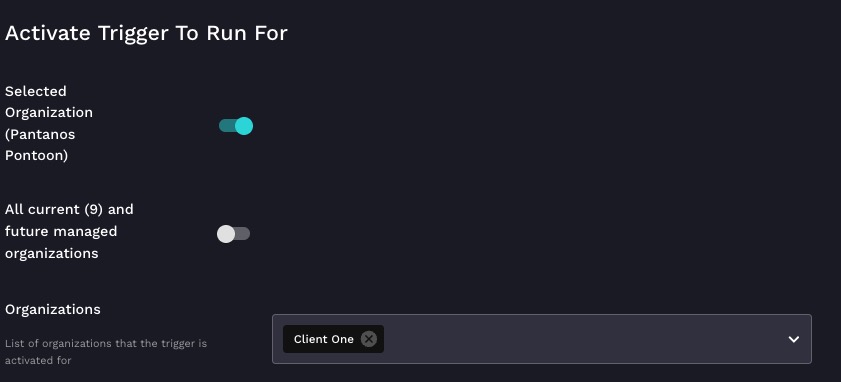 Activate Trigger To Run For
Selected
Organization
(Pantanos
Pontoon)
All current (9) and
future managed
organizations
Organizations
List of organizations that the trigger is
activated for
Client One